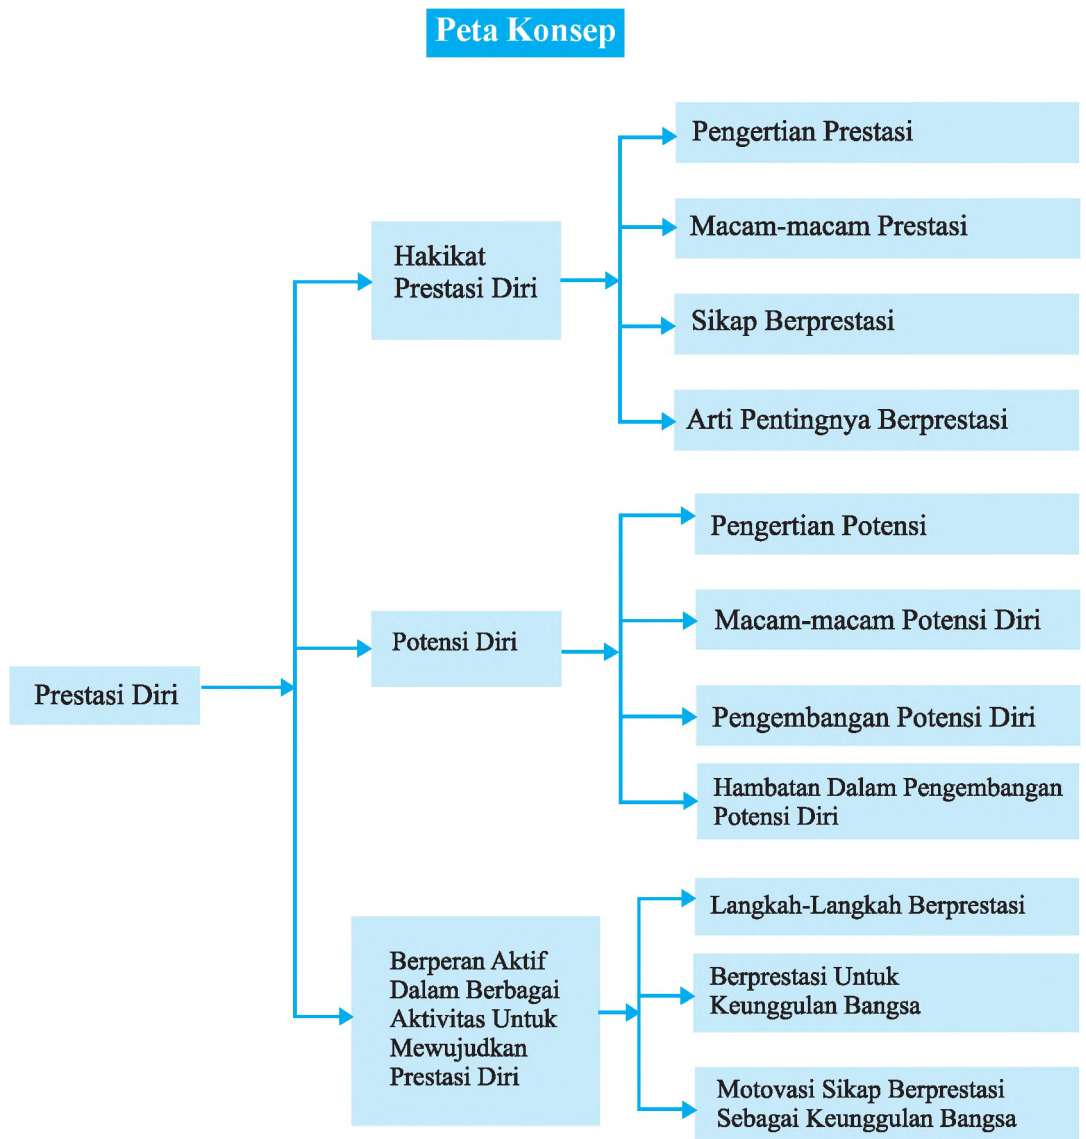 Peta Konsep
Pengertian Prestasi
Macam-macam Prestasi
Hakikat
Prestasi Diri
Sikap Berprestasi
Arti Pentingnya Berprestasi
Pengertian Potensi
Macam-macam Potensi Diri
Potensi Diri
Prestasi Diri
Pengembangan Potensi Diri
Hambatan Dalam Pengembangan
Potensi Diri
Langkah-Langkah Berprestasi
Berperan Aktif
Dalam Berbagai
Aktivitas Untuk
Mewujudkan
Prestasi Diri
Berprestasi Untuk
Keunggulan Bangsa
Motovasi Sikap Berprestasi
Sebagai Keunggulan Bangsa